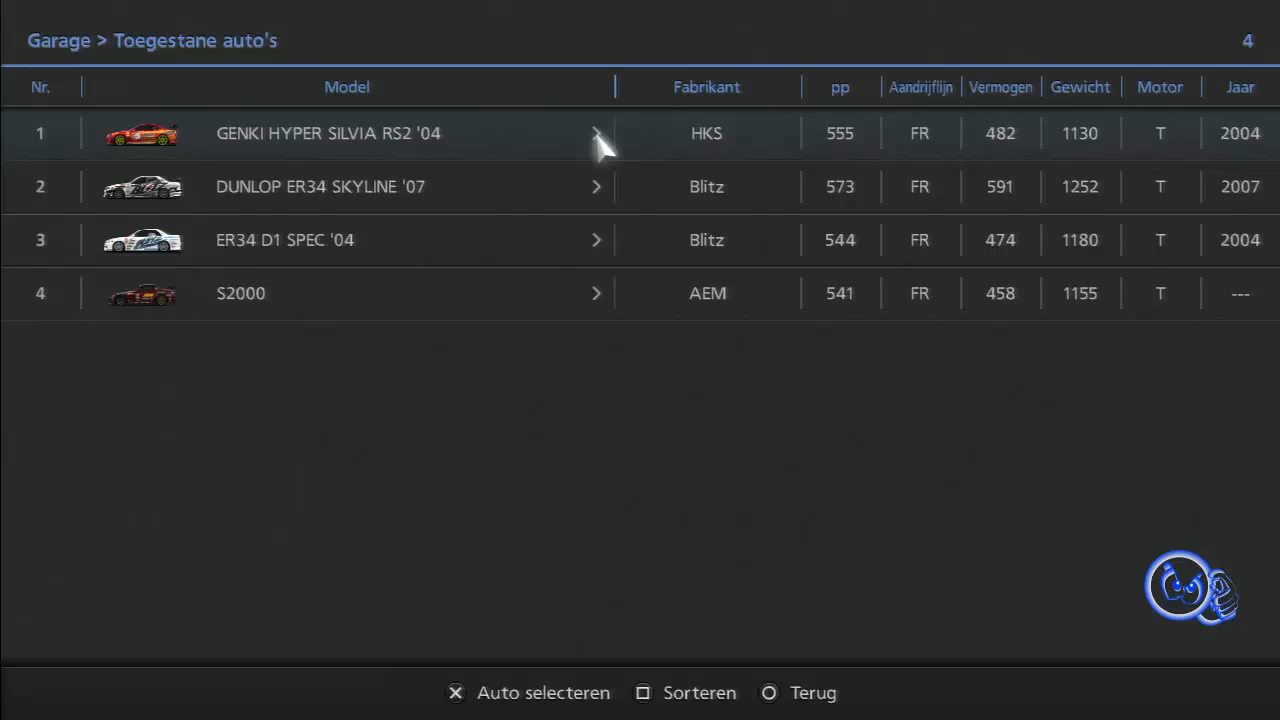 Garage > Toegestane auto's 4
Nr. Model Fabrikant pp Aandrijflijn Vermogen Gewicht Motor Jaar
1 GENKI HYPER SILVIA RS2 '04 HKS 555 FR 482 1130 T 2004
2 DUNLOP ER34 SKYLINE '07 Blitz 573 FR 591 1252 T 2007
3 ER34 D1 SPEC '04 Blitz 544 FR 474 1180 T 2004
4 S2000 AEM 541 FR 458 1155 T ---
Auto selecteren Sorteren Terug